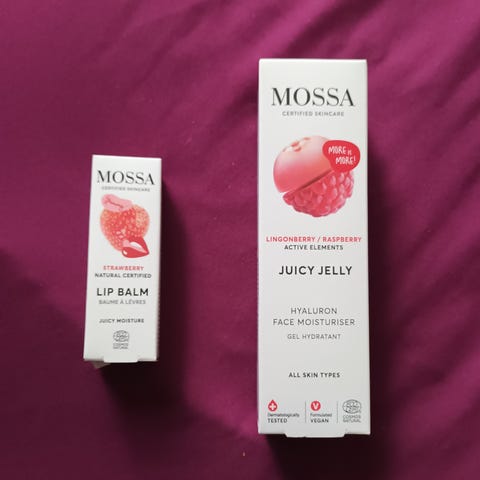 MOSSA
CERTIFIED SKINCARE
STRAWBERRY
NATURAL CERTIFIED
LIP BALM
BAUME À LÈVRES
JUICY MOISTURE
COSMOS
NATURAL
MOSSA
CERTIFIED SKINCARE
MORE is
MORE!
LINGONBERRY / RASPBERRY
ACTIVE ELEMENTS
JUICY JELLY
HYALURON
FACE MOISTURISER
GEL HYDRATANT
ALL SKIN TYPES
Dermatologically
TESTED
Formulated
VEGAN
COSMOS
NATURAL